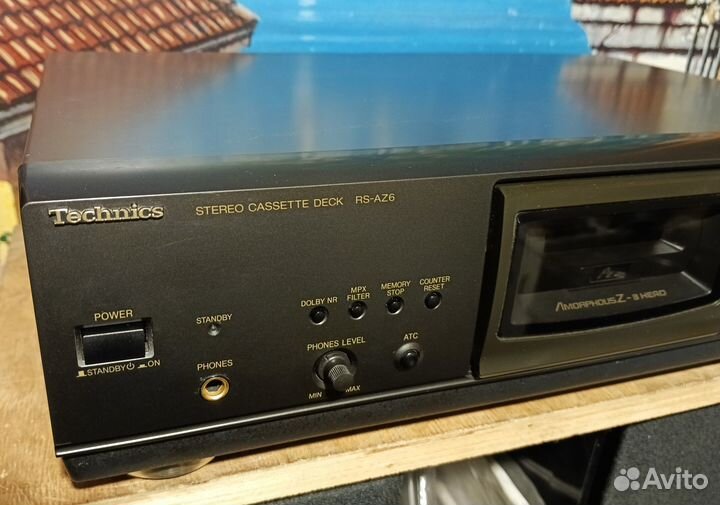 Technics
STEREO CASSETTE DECK RS-AZ6
POWER
STANDBY ON
STANDBY
PHONES
DOLBY NR
MPX
FILTER
MEMORY
STOP
COUNTER
RESET
PHONES LEVEL
MIN MAX
ATC
AMORPHOUS Z-3 HEAD
Avito